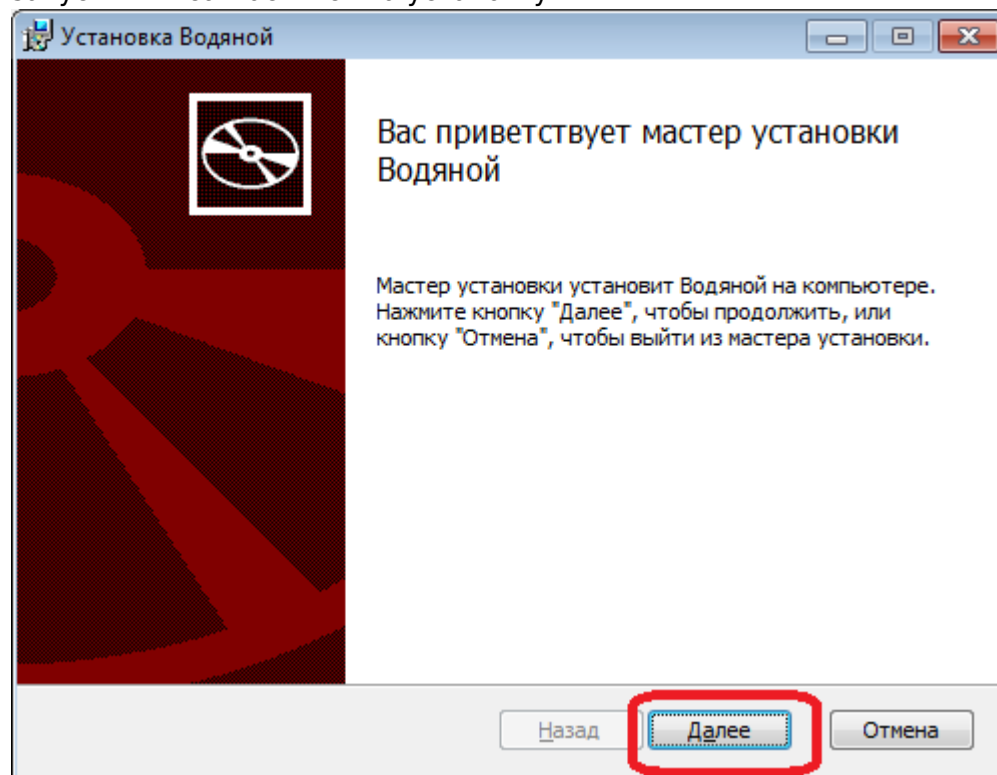 Установка Водяной
Вас приветствует мастер установки
Водяной
Мастер установки установит Водяной на компьютере.
Нажмите кнопку "Далее", чтобы продолжить, или
кнопку "Отмена", чтобы выйти из мастера установки.
Назад Далее Отмена